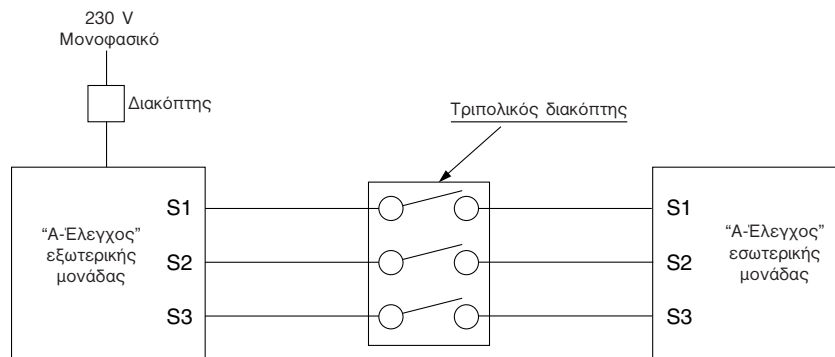 230 V
Μονοφασικό
Διακόπτης
Τριπολικός διακόπτης
“Α-Έλεγχος”
εξωτερικής
μονάδας
S1
S2
S3
S1
S2
S3
“Α-Έλεγχος”
εσωτερικής
μονάδας